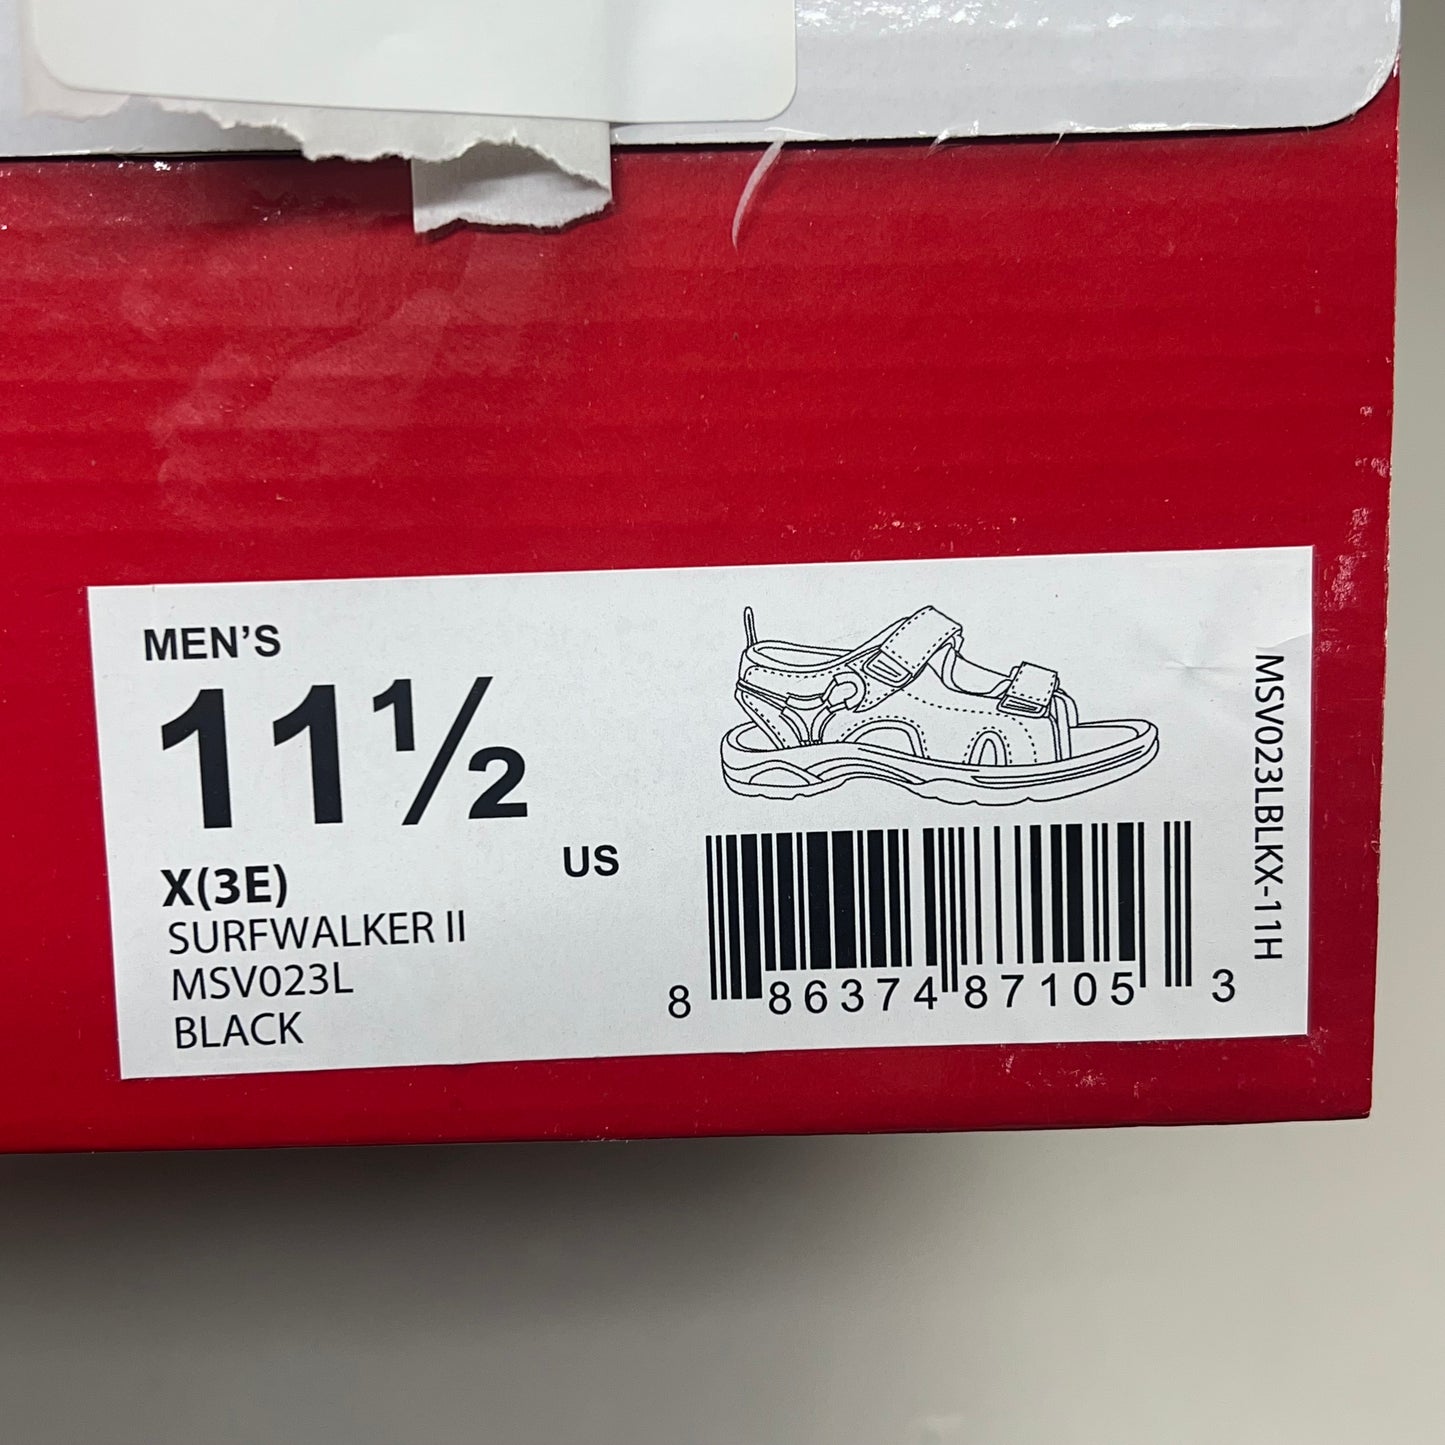 MEN'S
11½
US
X(3E)
SURFWALKER II
MSV023L
BLACK
8 86374 87105 3
MSV023LBLKX-11H